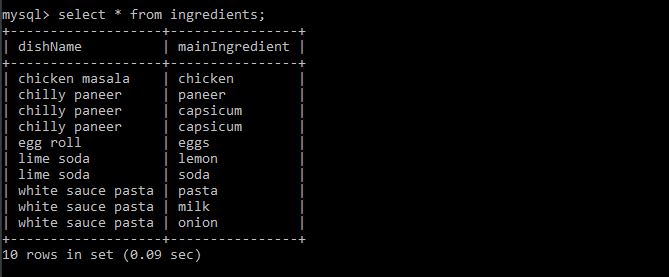 mysql> select * from ingredients;
+-------------------+----------------+
| dishName          | mainIngredient |
+-------------------+----------------+
| chicken masala    | chicken        |
| chilly paneer     | paneer         |
| chilly paneer     | capsicum       |
| chilly paneer     | capsicum       |
| egg roll          | eggs           |
| lime soda         | lemon          |
| lime soda         | soda           |
| white sauce pasta | pasta          |
| white sauce pasta | milk           |
| white sauce pasta | onion          |
+-------------------+----------------+
10 rows in set (0.09 sec)